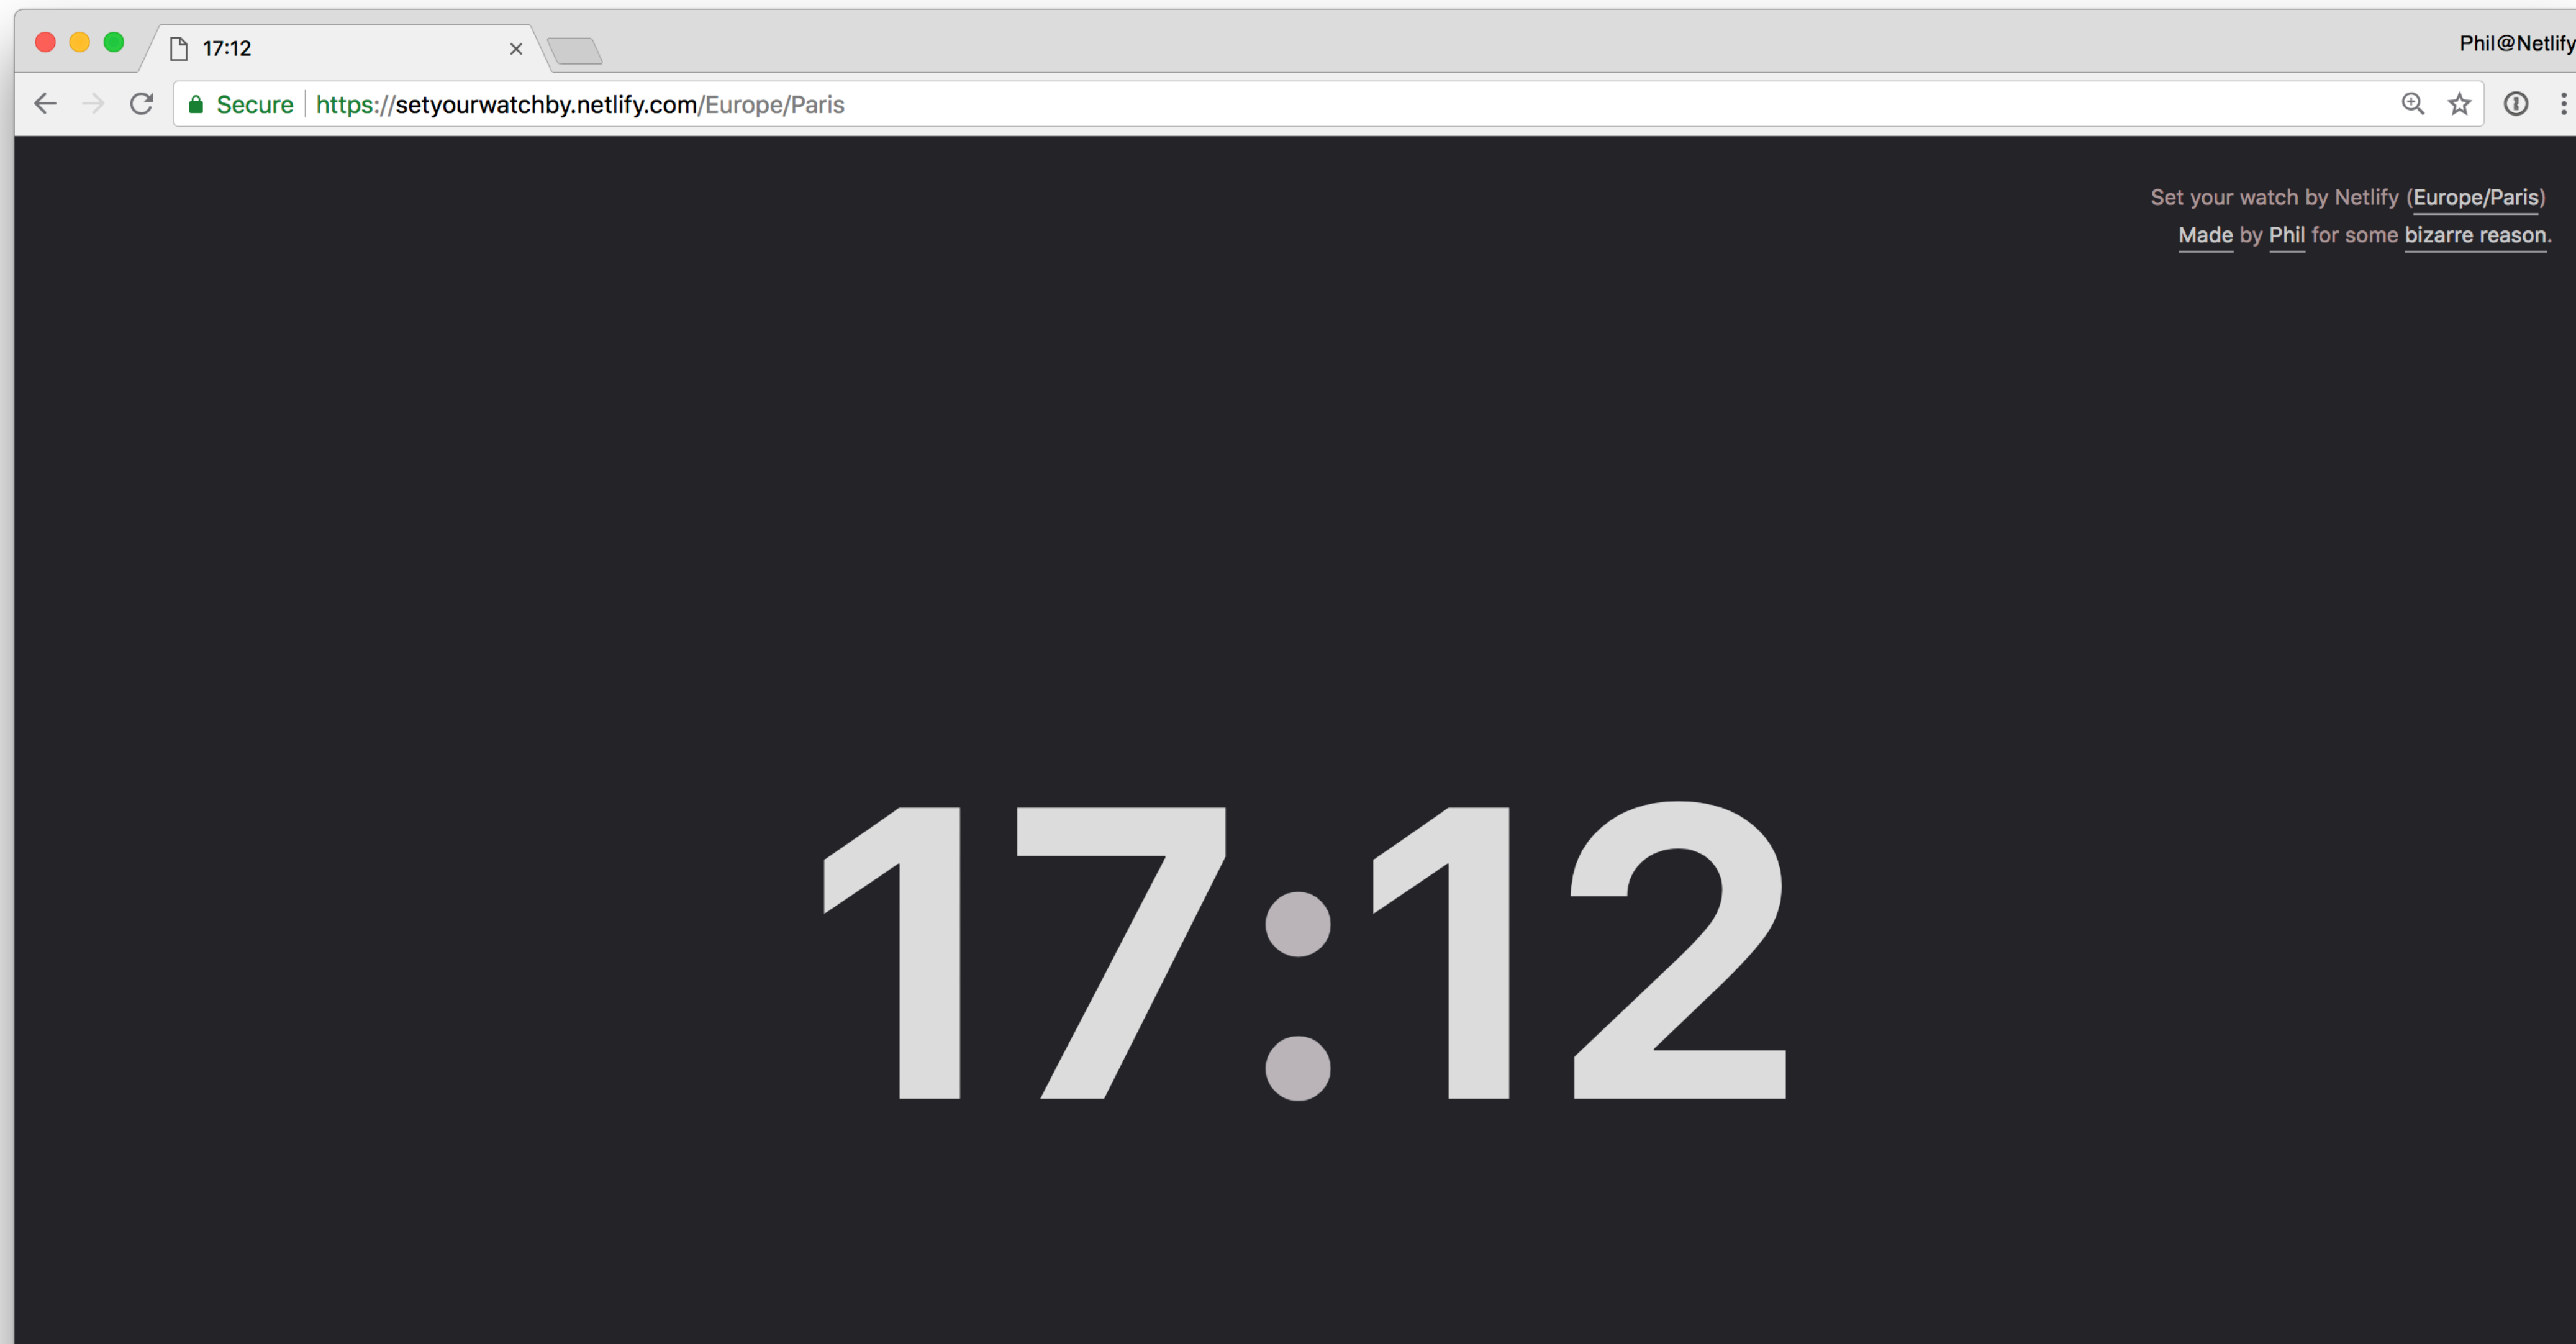 17:12
Phil@Netlify
Secure https://setyourwatchby.netlify.com/Europe/Paris
Set your watch by Netlify (Europe/Paris)
Made by Phil for some bizarre reason.
17:12